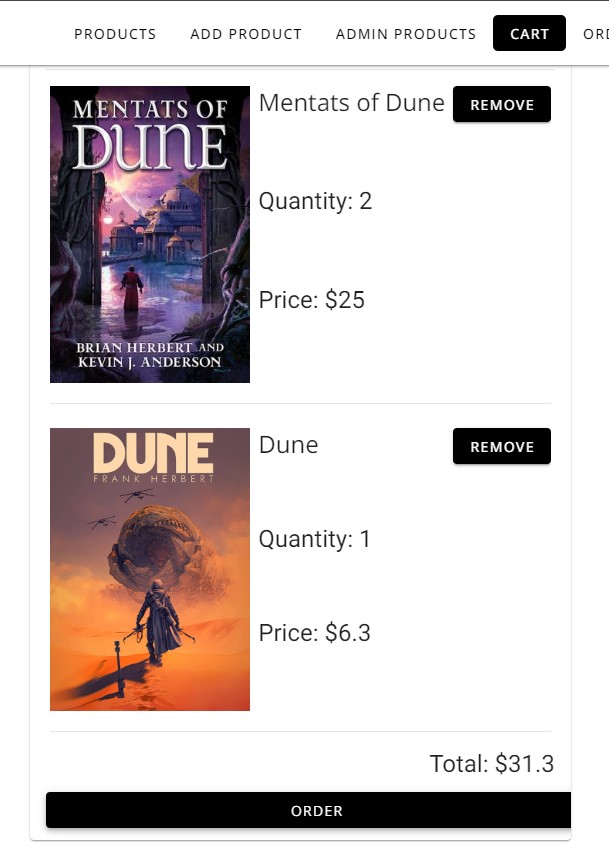 PRODUCTS ADD PRODUCT ADMIN PRODUCTS CART ORD
MENTATS OF
DUNE
BRIAN HERBERT AND
KEVIN J. ANDERSON
Mentats of Dune
REMOVE
Quantity: 2
Price: $25
DUNE
FRANK HERBERT
Dune
REMOVE
Quantity: 1
Price: $6.3
Total: $31.3
ORDER